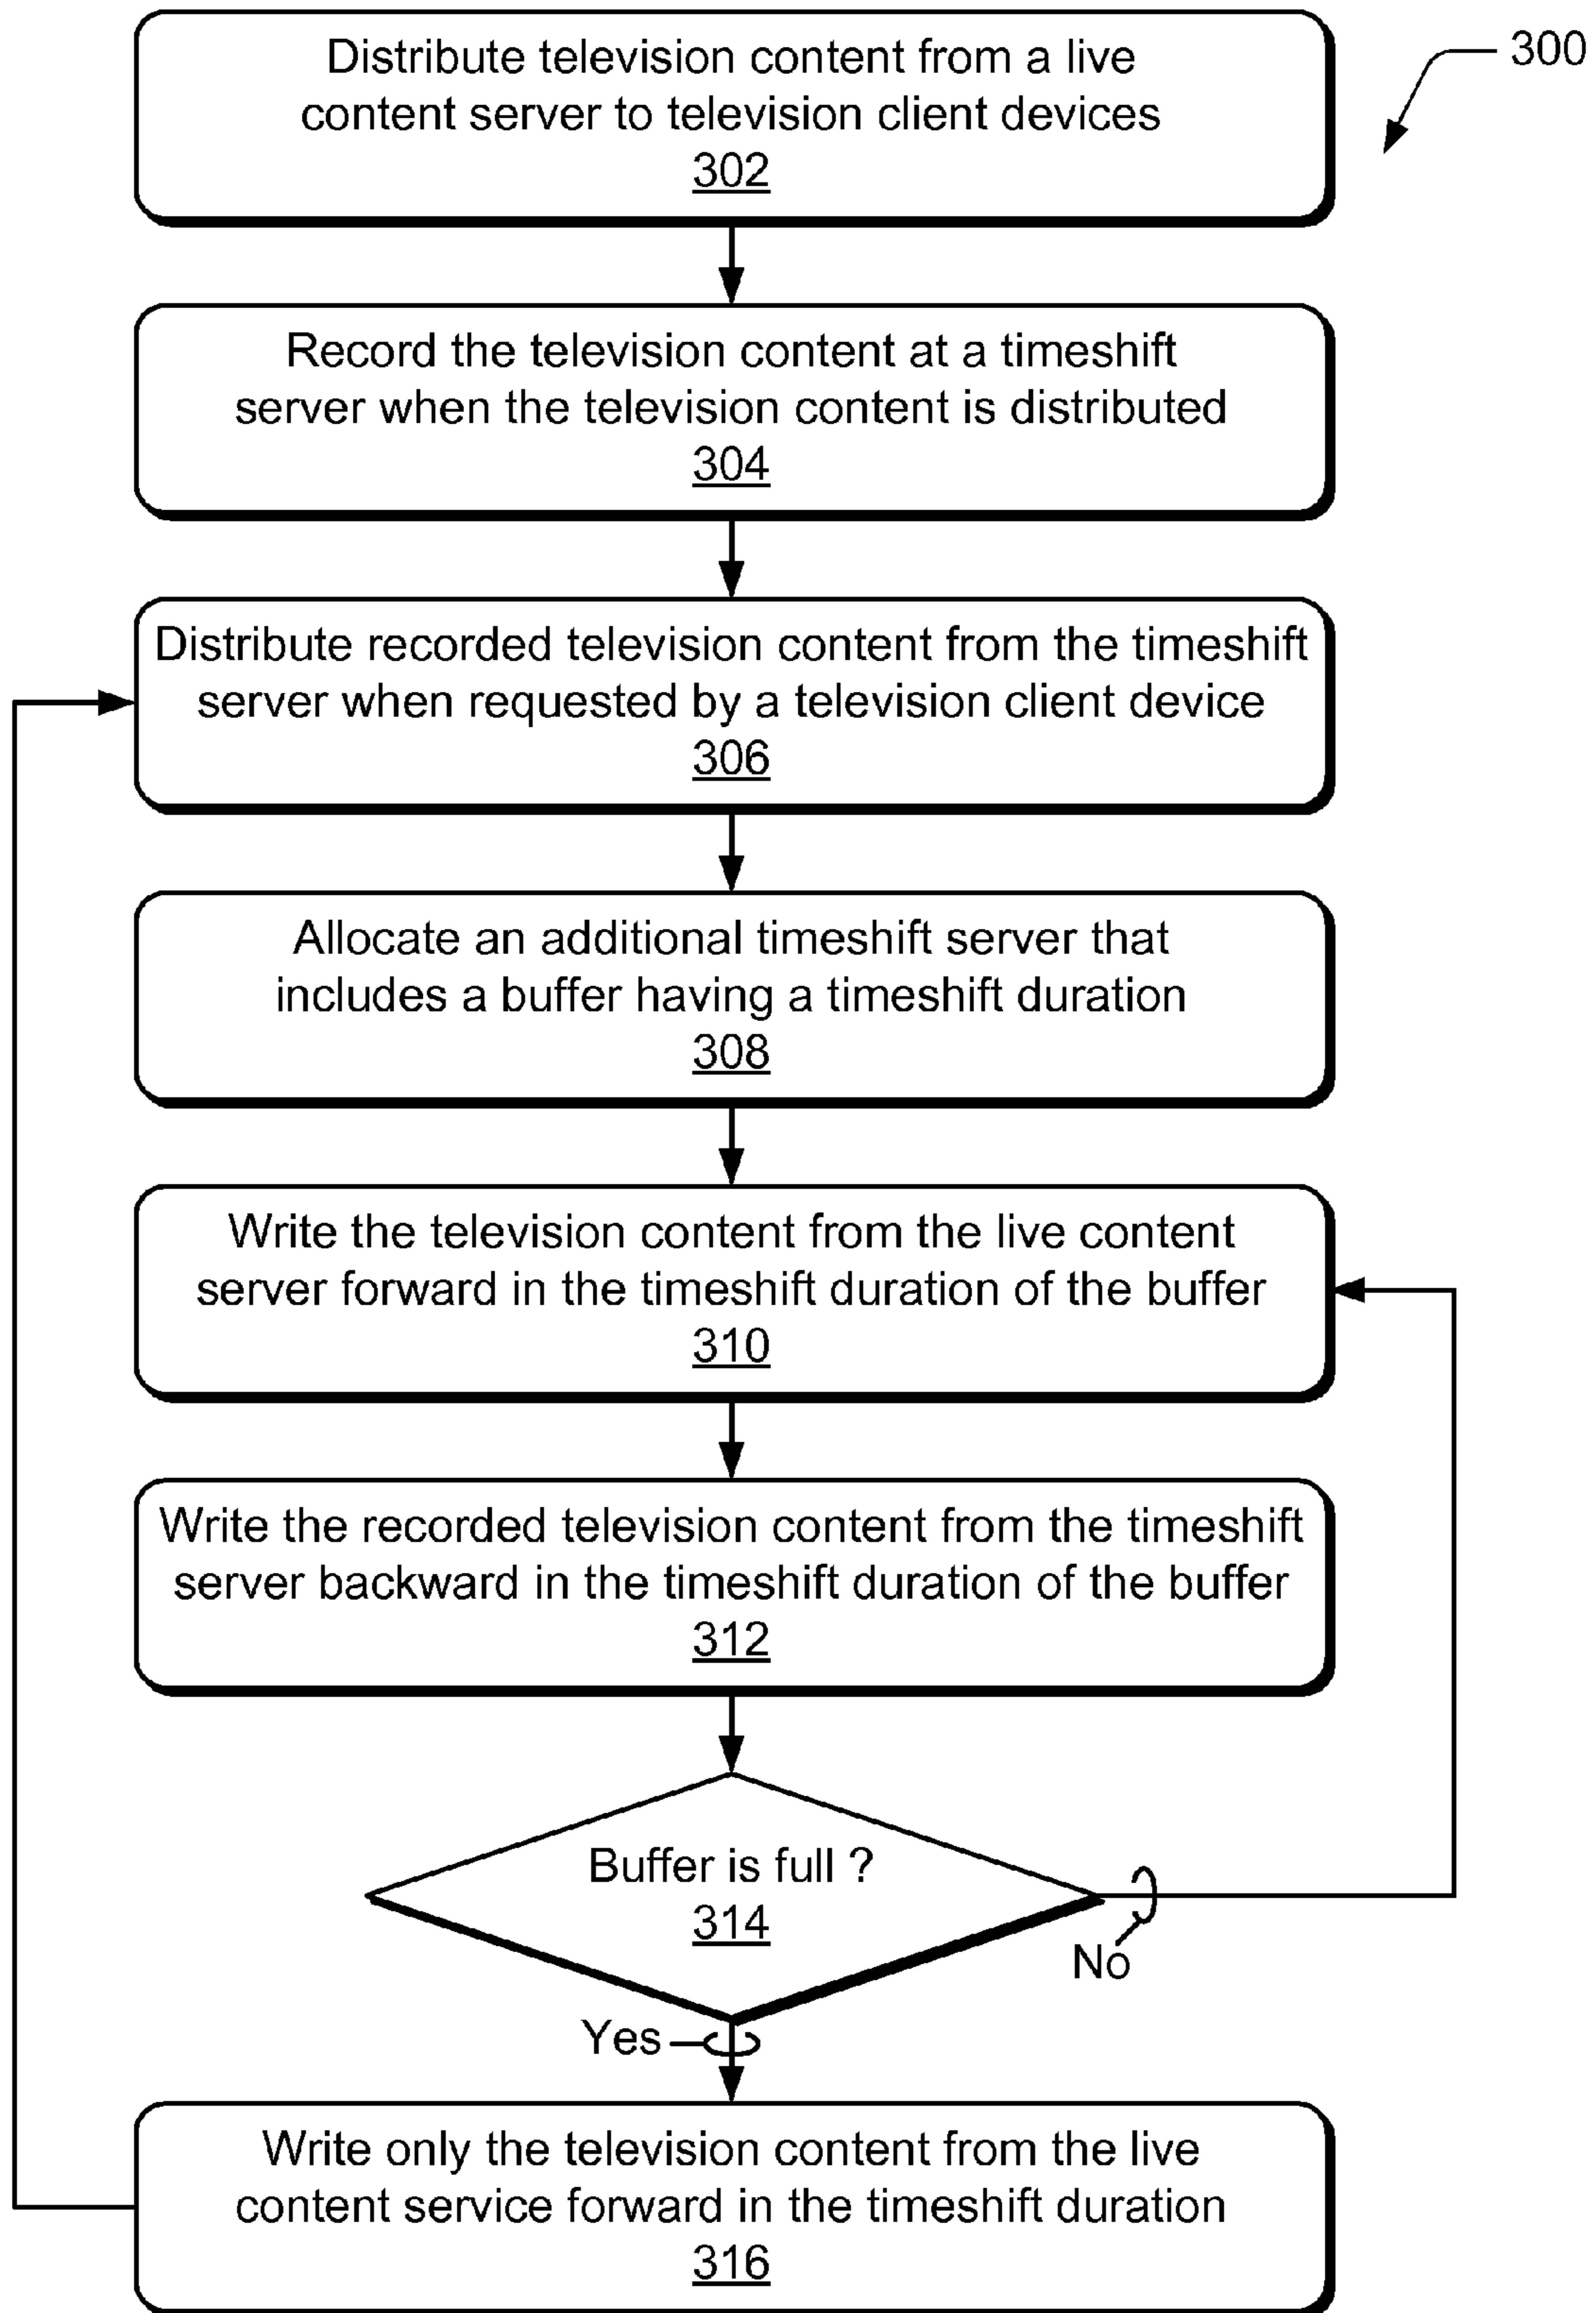 300
Distribute television content from a live
content server to television client devices
302
Record the television content at a timeshift
server when the television content is distributed
304
Distribute recorded television content from the timeshift
server when requested by a television client device
306
Allocate an additional timeshift server that
includes a buffer having a timeshift duration
308
Write the television content from the live content
server forward in the timeshift duration of the buffer
310
Write the recorded television content from the timeshift
server backward in the timeshift duration of the buffer
312
Buffer is full ?
314
No
Yes
Write only the television content from the live
content service forward in the timeshift duration
316